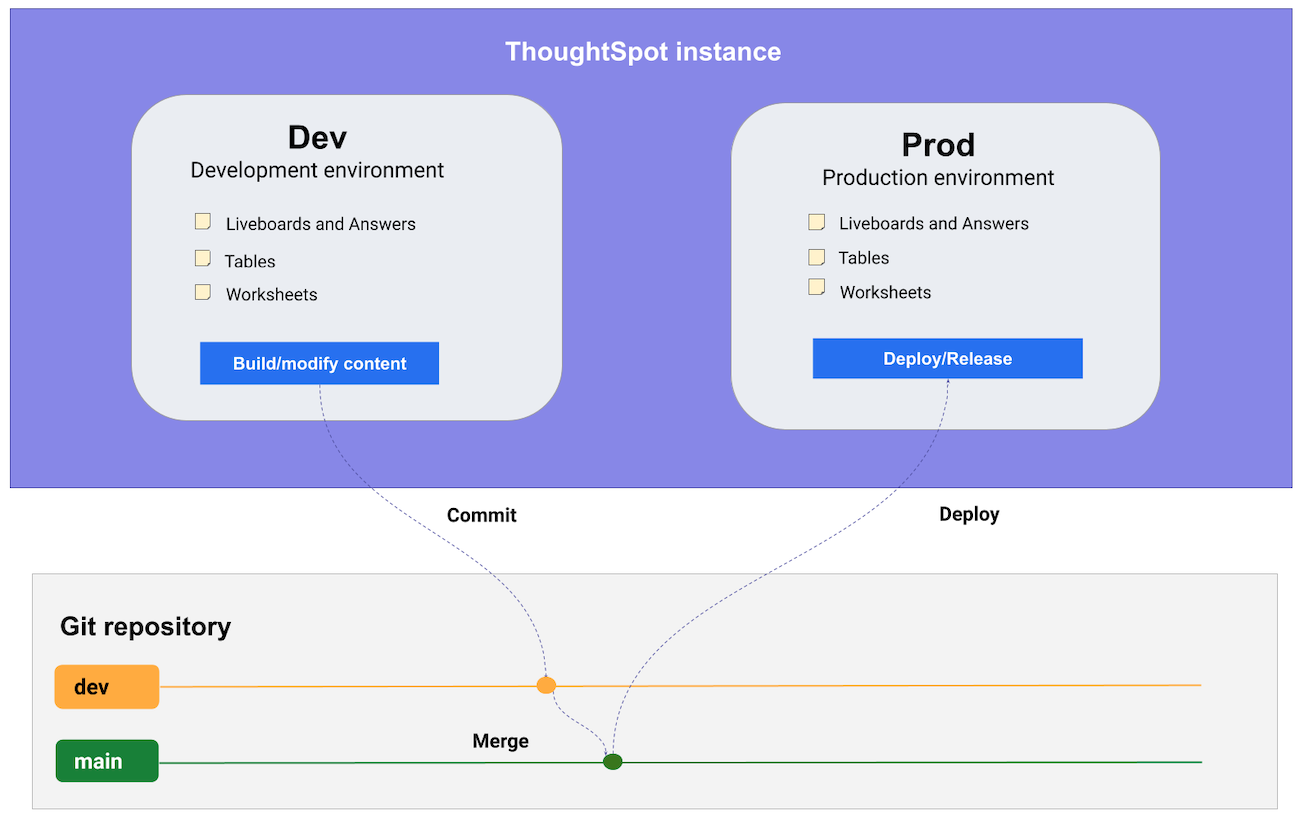 ThoughtSpot instance
Dev
Development environment
Liveboards and Answers
Tables
Worksheets
Build/modify content
Prod
Production environment
Liveboards and Answers
Tables
Worksheets
Deploy/Release
Commit
Deploy
Git repository
dev
Merge
main